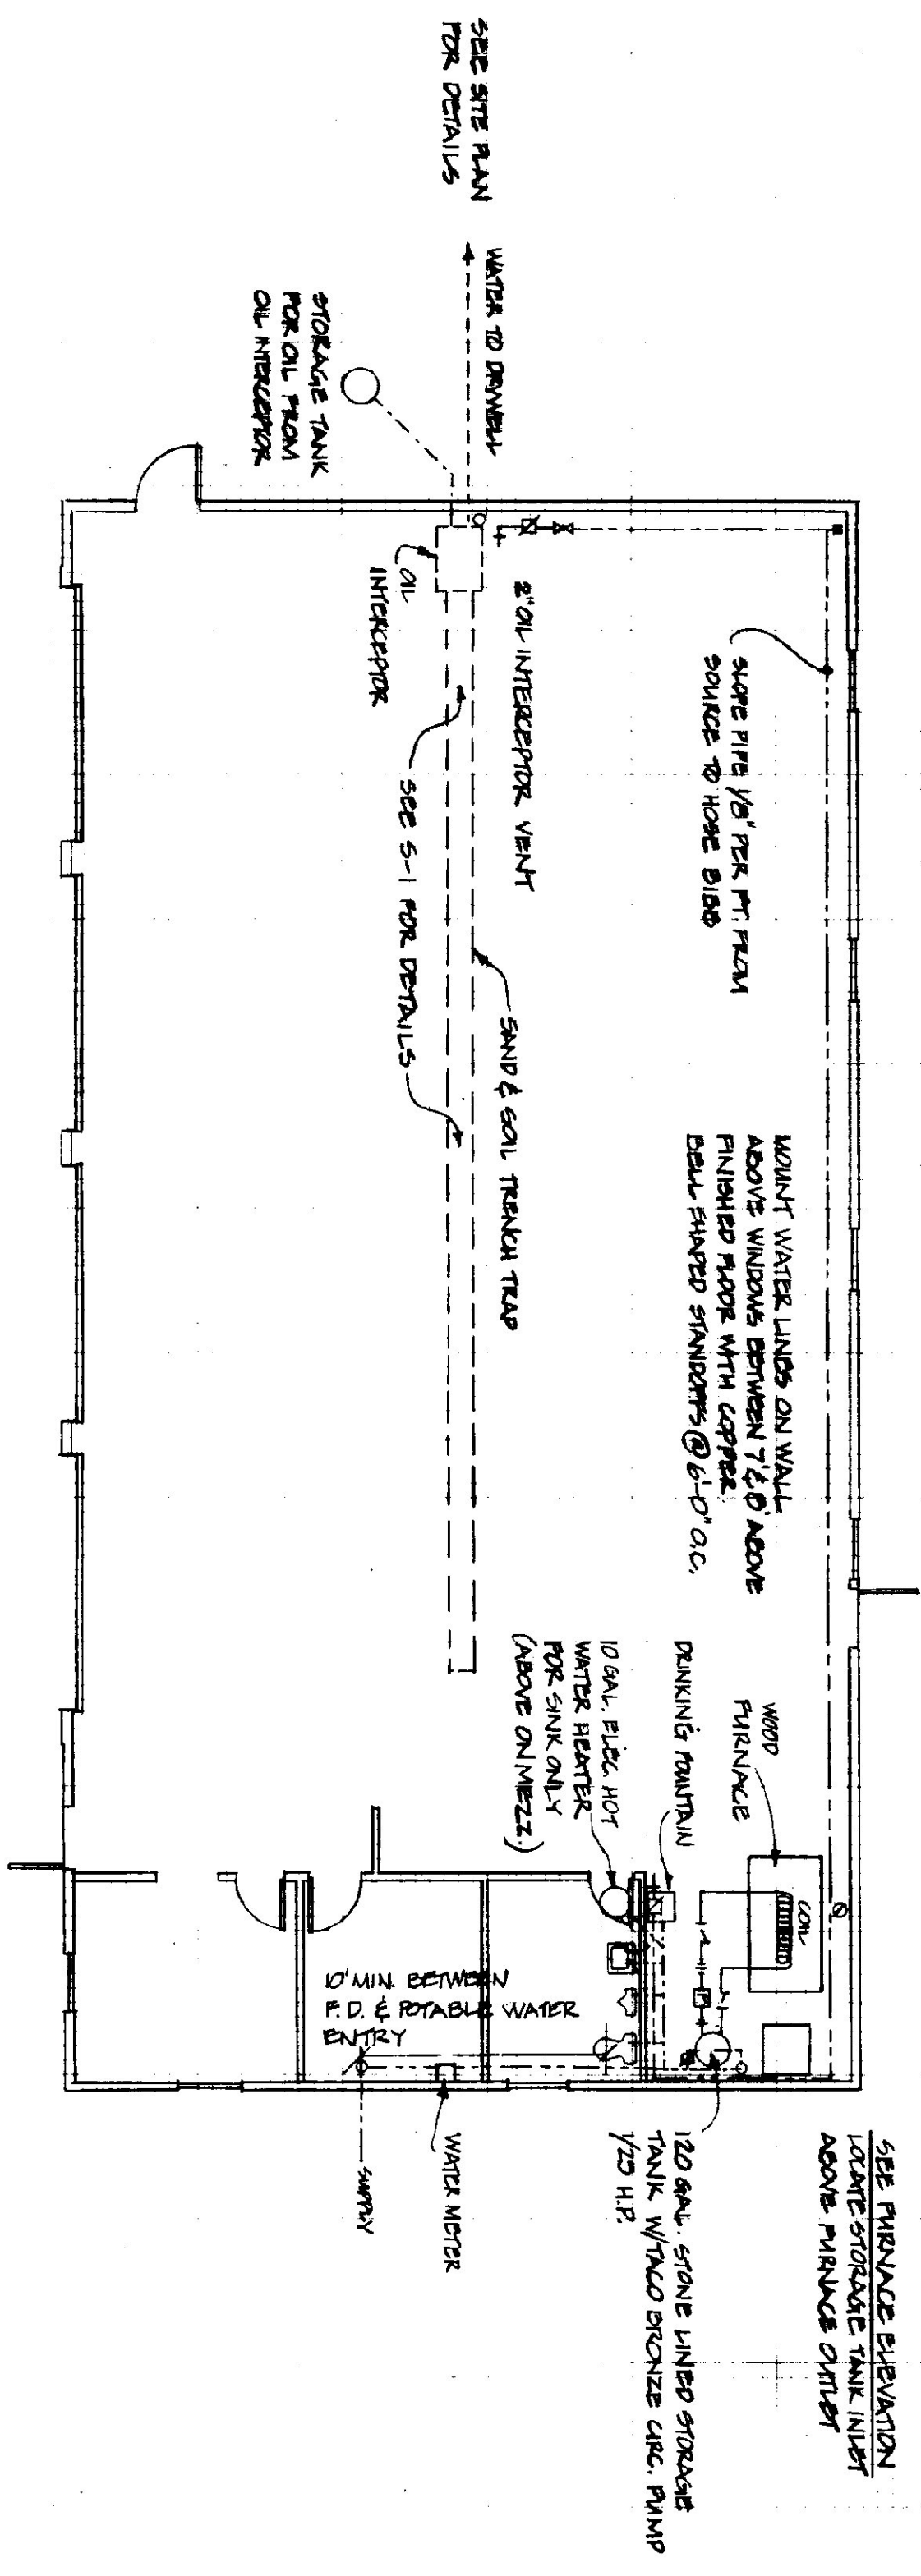 SEE SITE PLAN
FOR DETAILS
WATER TO DRYWELL
STORAGE TANK
FOR OIL FROM
OIL INTERCEPTOR
OIL
INTERCEPTOR
2" OIL INTERCEPTOR VENT
SEE S-1 FOR DETAILS
SAND & SOIL TRENCH TRAP
SLOPE PIPE 1/8" PER FT. FROM
SOURCE TO HOSE BIBB
MOUNT WATER LINES ON WALL
ABOVE WINDOWS BETWEEN 7' & 8' ABOVE
FINISHED FLOOR WITH COPPER
BELL SHAPED STANDOFFS @ 6'-0" O.C.
WOOD
FURNACE
COIL
DRINKING FOUNTAIN
10 GAL. ELEC. HOT
WATER HEATER
FOR SINK ONLY
(ABOVE ON MEZZ.)
10' MIN. BETWEEN
F.D. & POTABLE WATER
ENTRY
SEE FURNACE ELEVATION
LOCATE STORAGE TANK INLET
ABOVE FURNACE OUTLET
120 GAL. STONE LINED STORAGE
TANK W/TACO BRONZE CIRC. PUMP
1/25 H.P.
WATER METER
SUPPLY